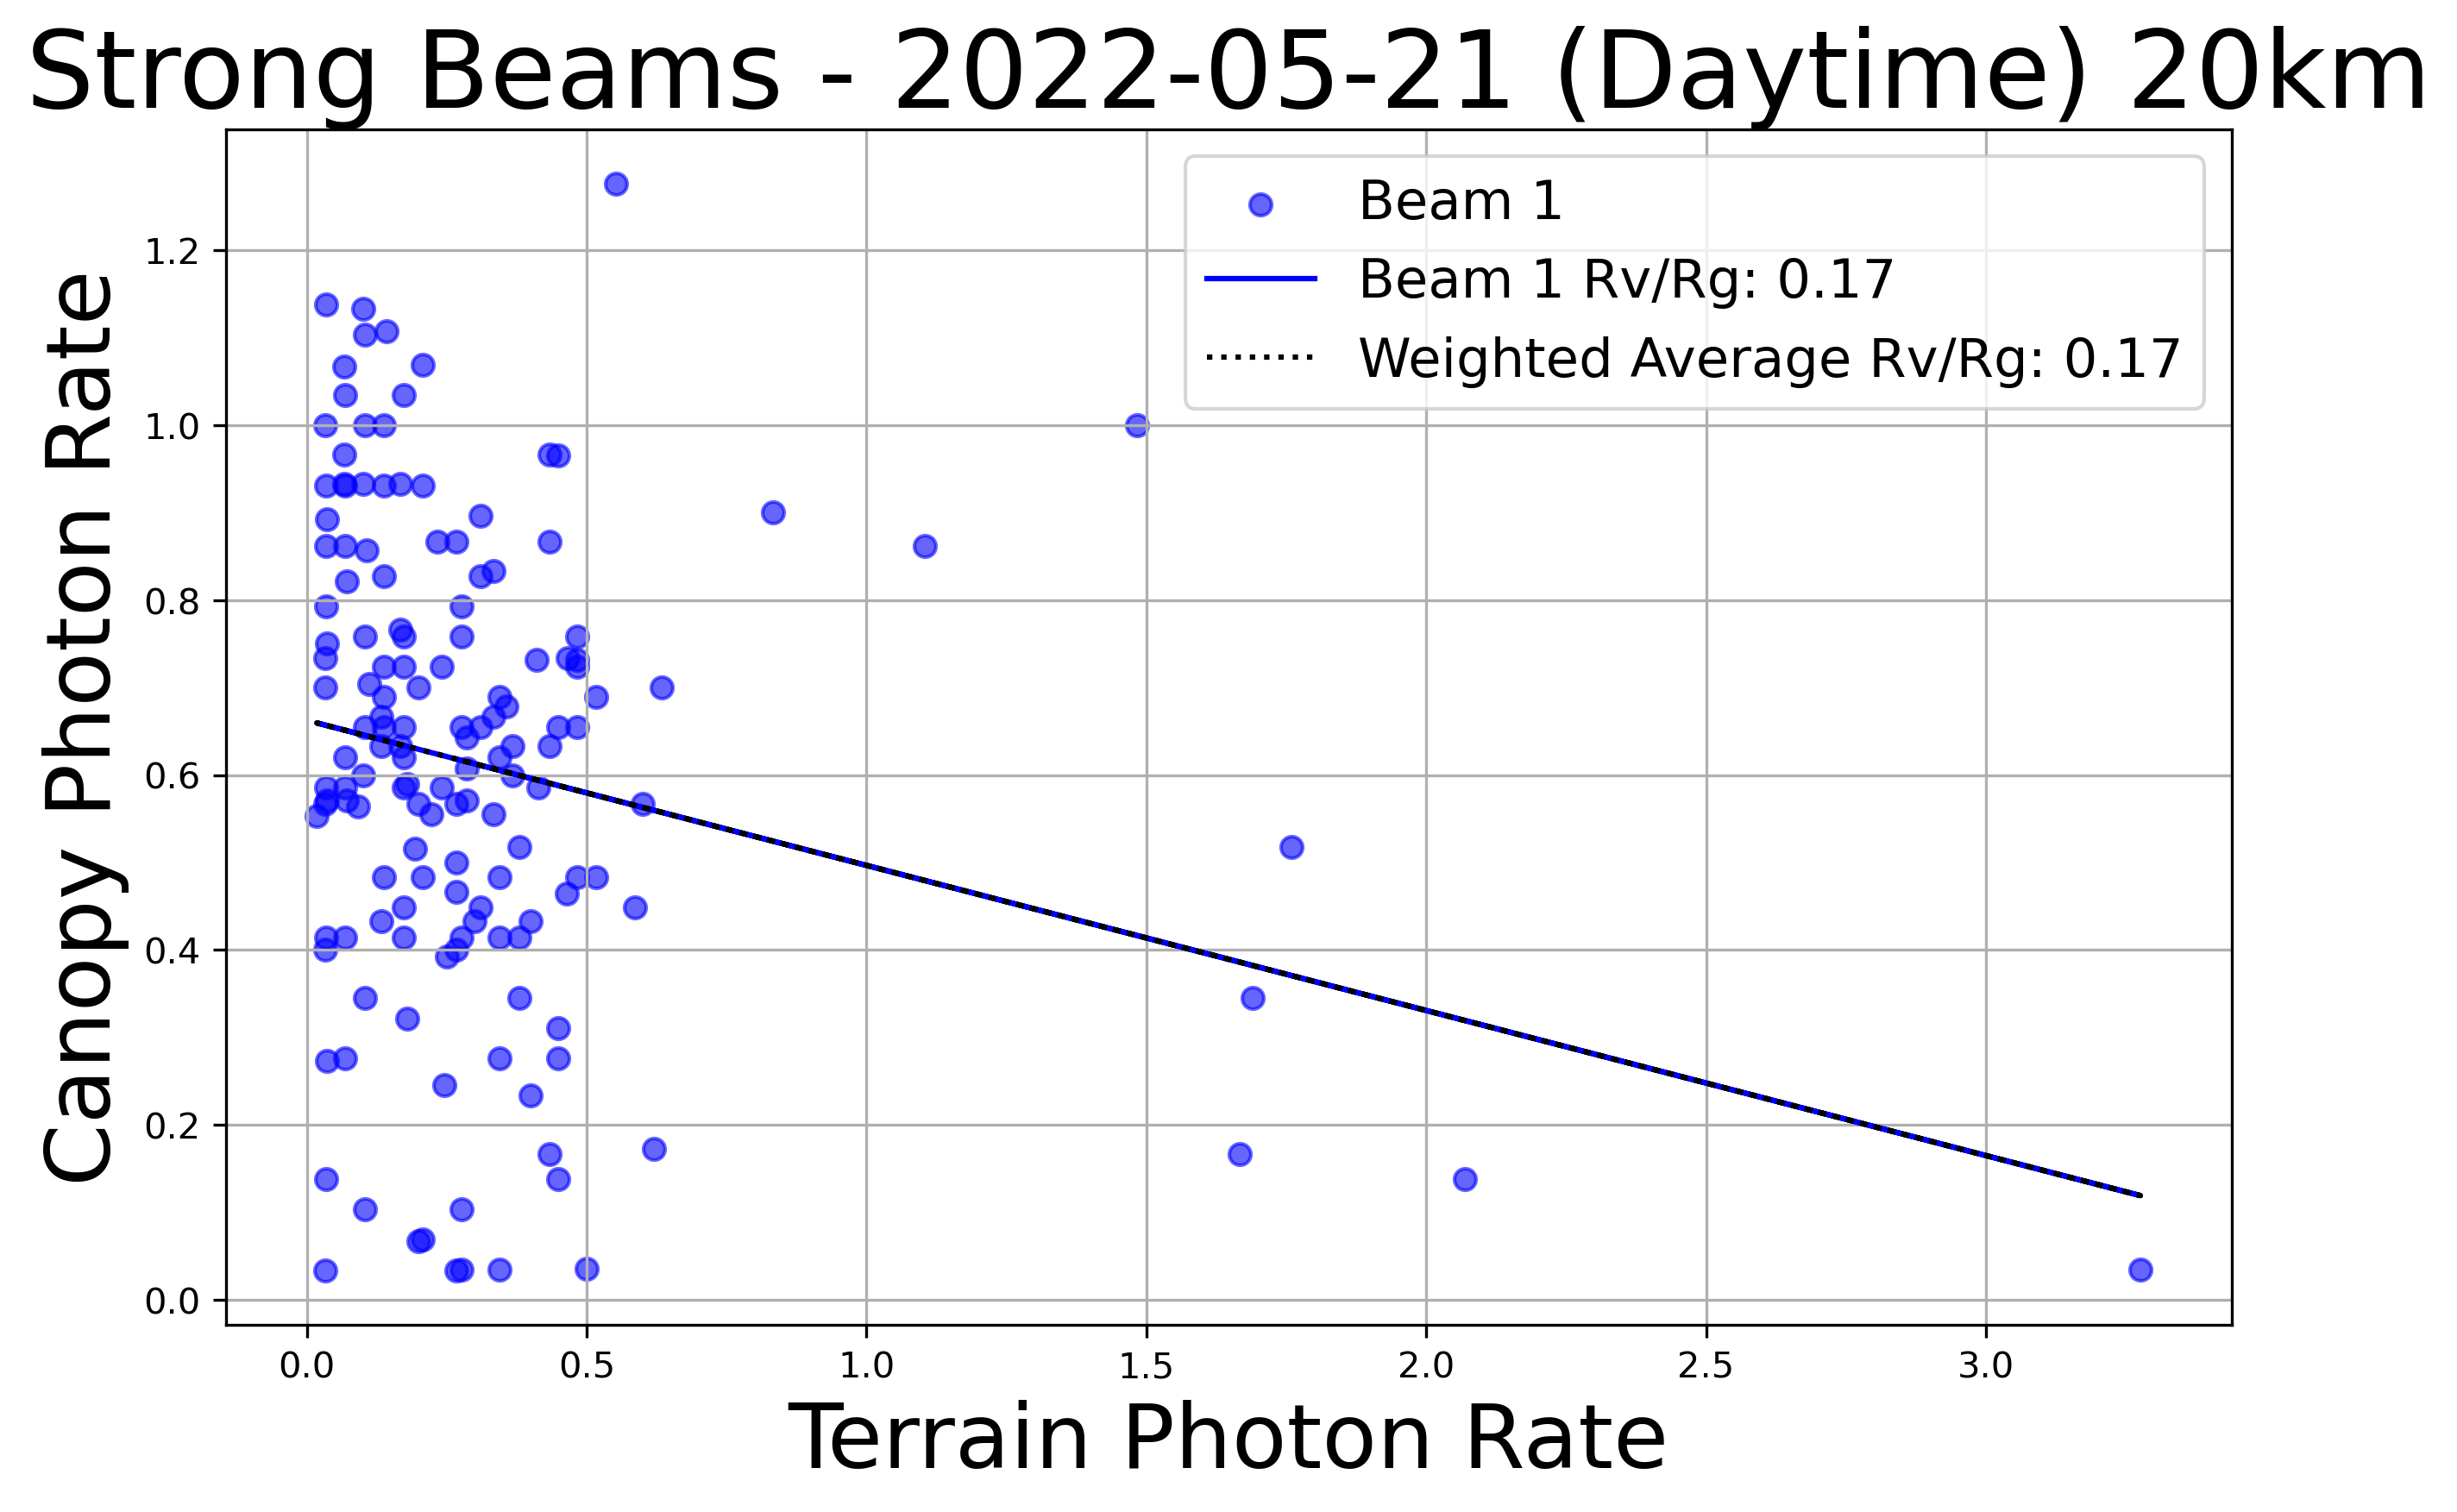 Strong Beams - 2022-05-21 (Daytime) 20km
Beam 1
Beam 1 Rv/Rg: 0.17
Weighted Average Rv/Rg: 0.17
Canopy Photon Rate
1.2
1.0
0.8
0.6
0.4
0.2
0.0
0.0 0.5 1.0 1.5 2.0 2.5 3.0
Terrain Photon Rate